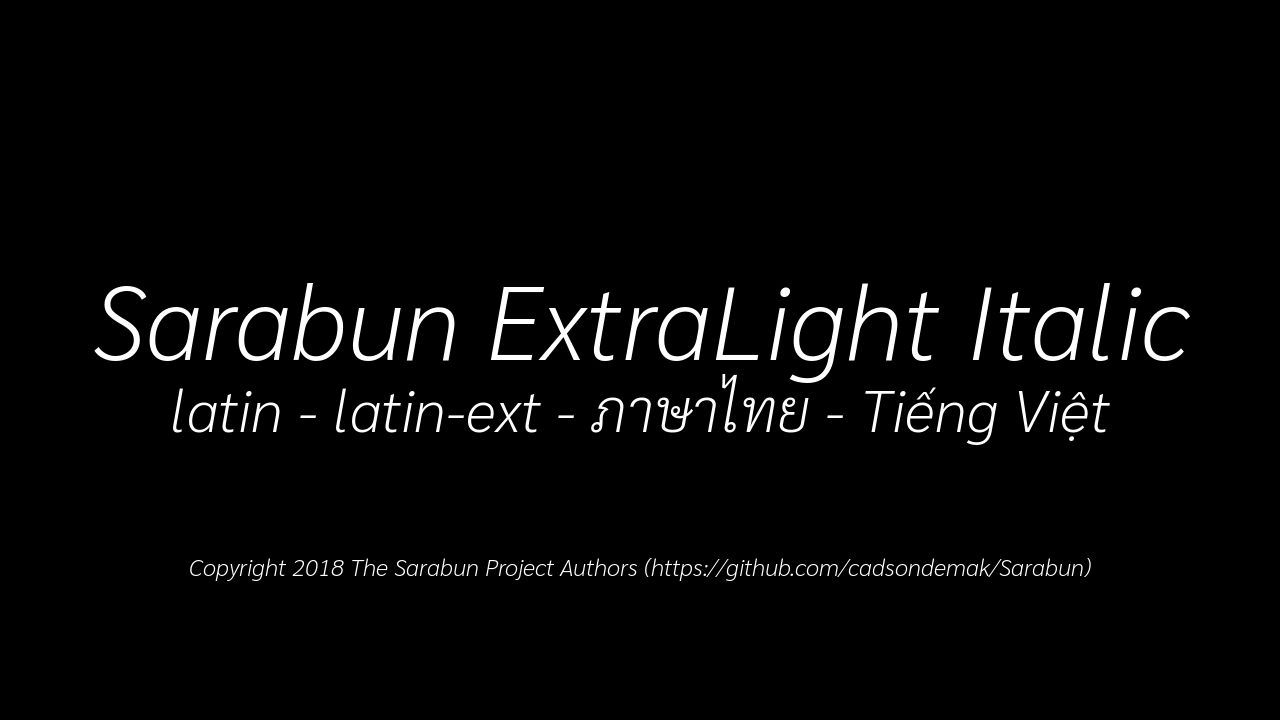 Sarabun ExtraLight Italic
latin - latin-ext - ภาษาไทย - Tiếng Việt
Copyright 2018 The Sarabun Project Authors (https://github.com/cadsondemak/Sarabun)